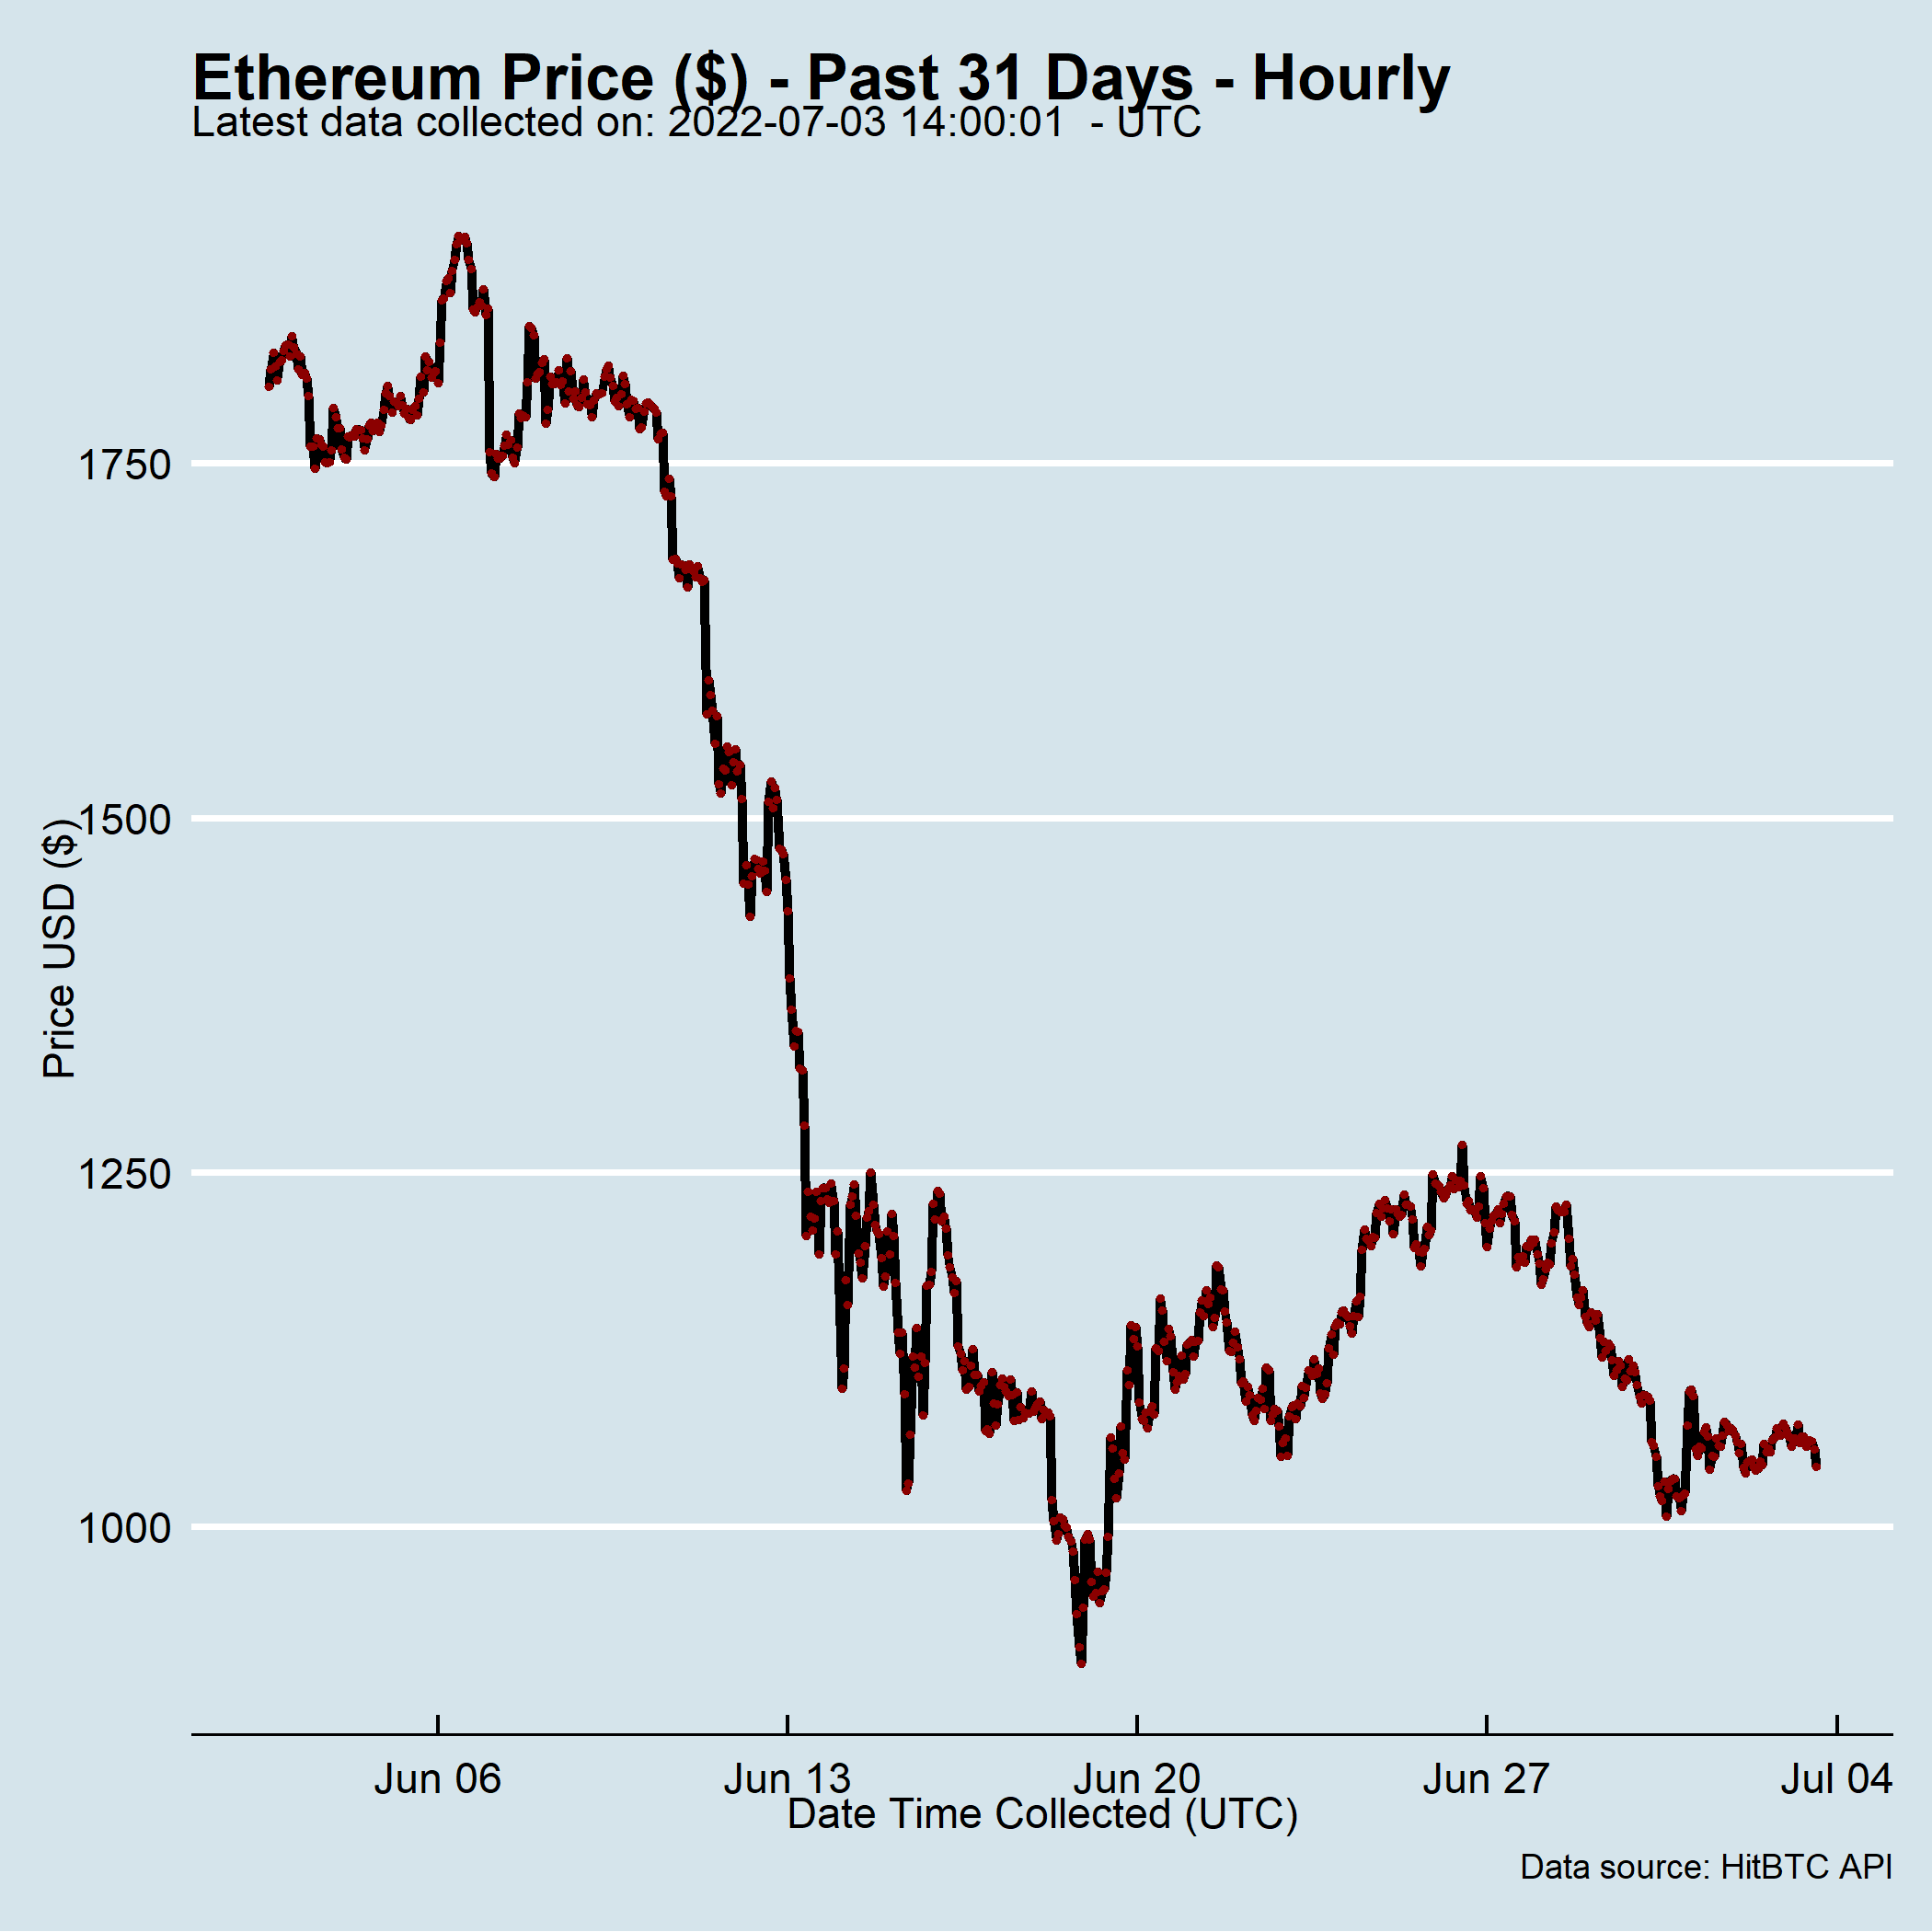 Ethereum Price ($) - Past 31 Days - Hourly
Latest data collected on: 2022-07-03 14:00:01  - UTC
1750
1500
1250
1000
Price USD ($)
Jun 06
Jun 13
Jun 20
Jun 27
Jul 04
Date Time Collected (UTC)
Data source: HitBTC API